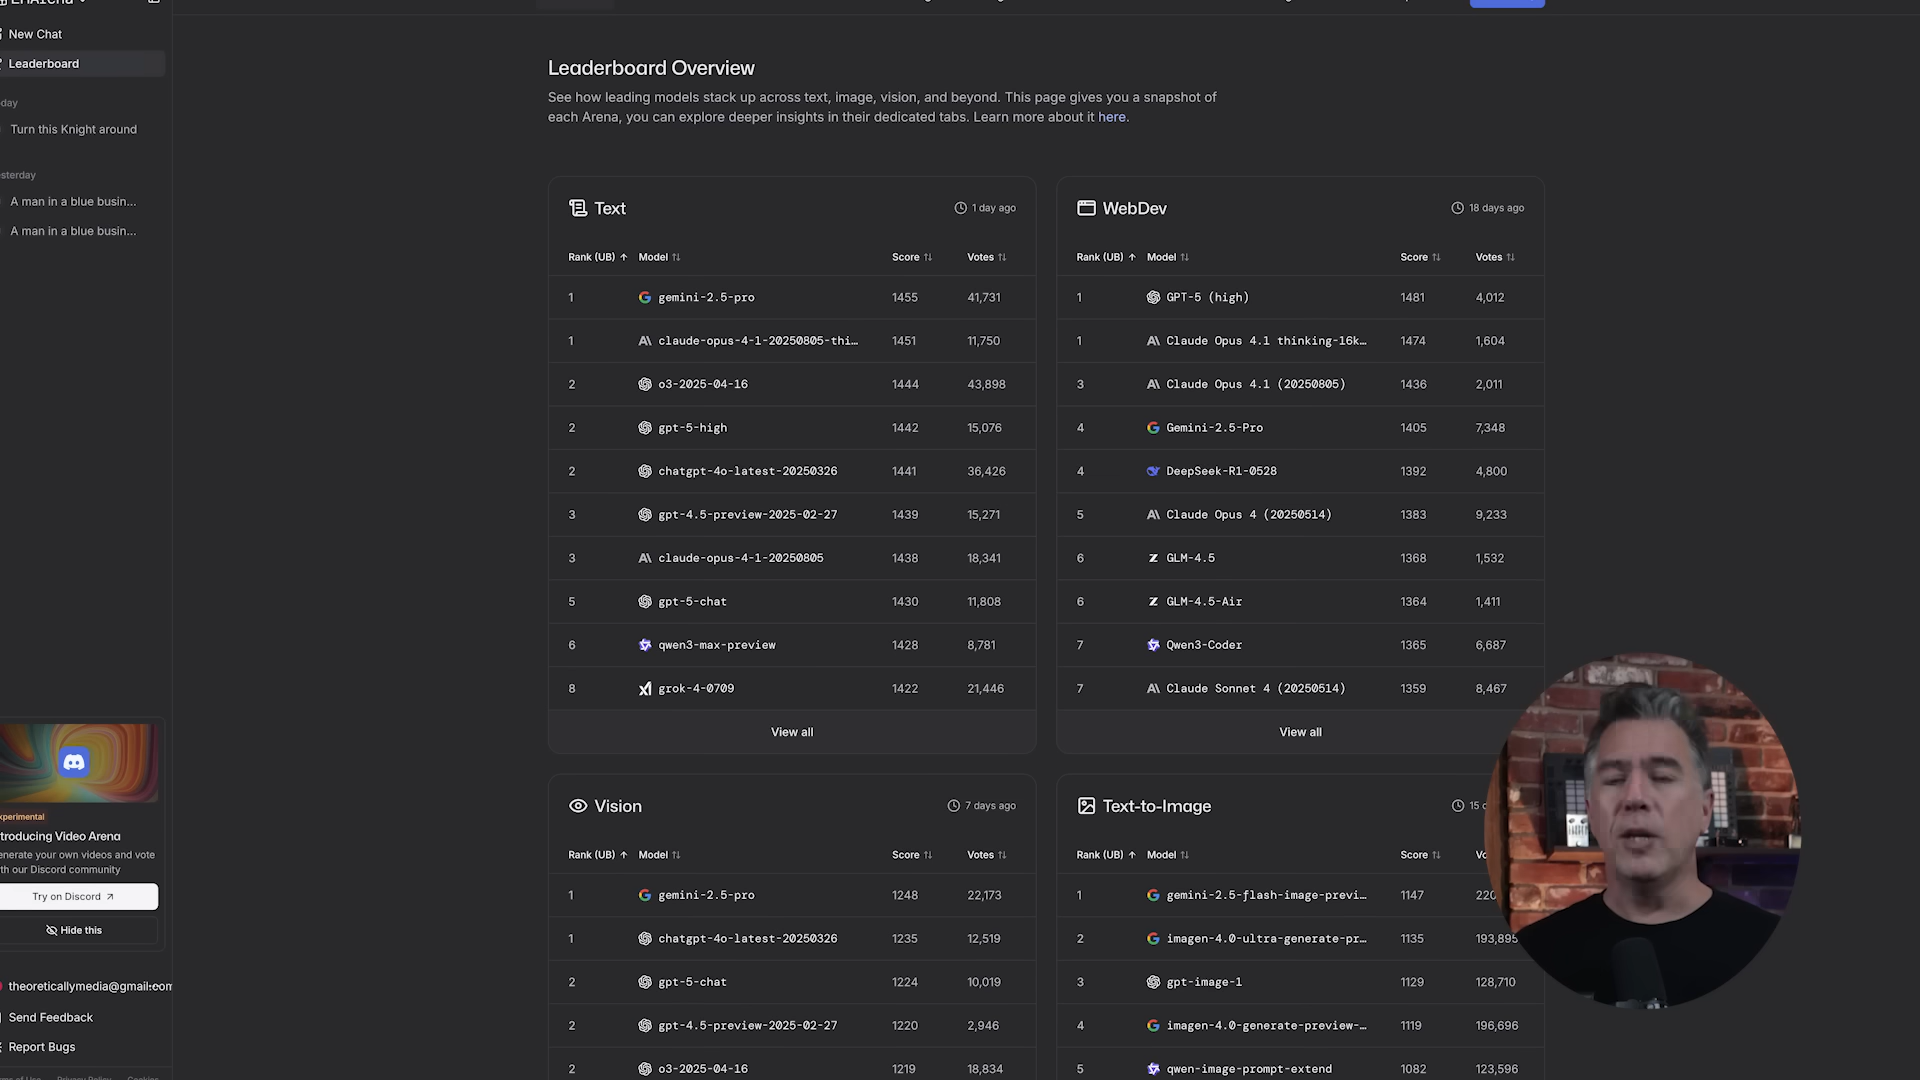 New Chat
Leaderboard
Turn this Knight around
A man in a blue busin...
A man in a blue busin...
Leaderboard Overview
See how leading models stack up across text, image, vision, and beyond. This page gives you a snapshot of
each Arena, you can explore deeper insights in their dedicated tabs. Learn more about it here.
Text 1 day ago
Rank (UB) Model Score Votes
1 gemini-2.5-pro 1455 41,731
1 claude-opus-4-1-20250805-thi... 1451 11,750
2 o3-2025-04-16 1444 43,898
2 gpt-5-high 1442 15,076
2 chatgpt-4o-latest-20250326 1441 36,426
3 gpt-4.5-preview-2025-02-27 1439 15,271
3 claude-opus-4-1-20250805 1438 18,341
5 gpt-5-chat 1430 11,808
6 qwen3-max-preview 1428 8,781
8 grok-4-0709 1422 21,446
View all
WebDev 18 days ago
Rank (UB) Model Score Votes
1 GPT-5 (high) 1481 4,012
1 Claude Opus 4.1 thinking-16k... 1474 1,604
3 Claude Opus 4.1 (20250805) 1436 2,011
4 Gemini-2.5-Pro 1405 7,348
4 DeepSeek-R1-0528 1392 4,800
5 Claude Opus 4 (20250514) 1383 9,233
6 GLM-4.5 1368 1,532
6 GLM-4.5-Air 1364 1,411
7 Qwen3-Coder 1365 6,687
7 Claude Sonnet 4 (20250514) 1359 8,467
View all
Vision 7 days ago
Rank (UB) Model Score Votes
1 gemini-2.5-pro 1248 22,173
1 chatgpt-4o-latest-20250326 1235 12,519
2 gpt-5-chat 1224 10,019
2 gpt-4.5-preview-2025-02-27 1220 2,946
2 o3-2025-04-16 1219 18,834
Text-to-Image 15
Rank (UB) Model Score
1 gemini-2.5-flash-image-previ... 1147
2 imagen-4.0-ultra-generate-pr... 1135 193,895
3 gpt-image-1 1129 128,710
4 imagen-4.0-generate-preview-... 1119 196,696
5 qwen-image-prompt-extend 1082 123,596
troducing Video Arena
enerate your own videos and vote
th our Discord community
Try on Discord
Hide this
theoreticallymedia@gmail.com
Send Feedback
Report Bugs